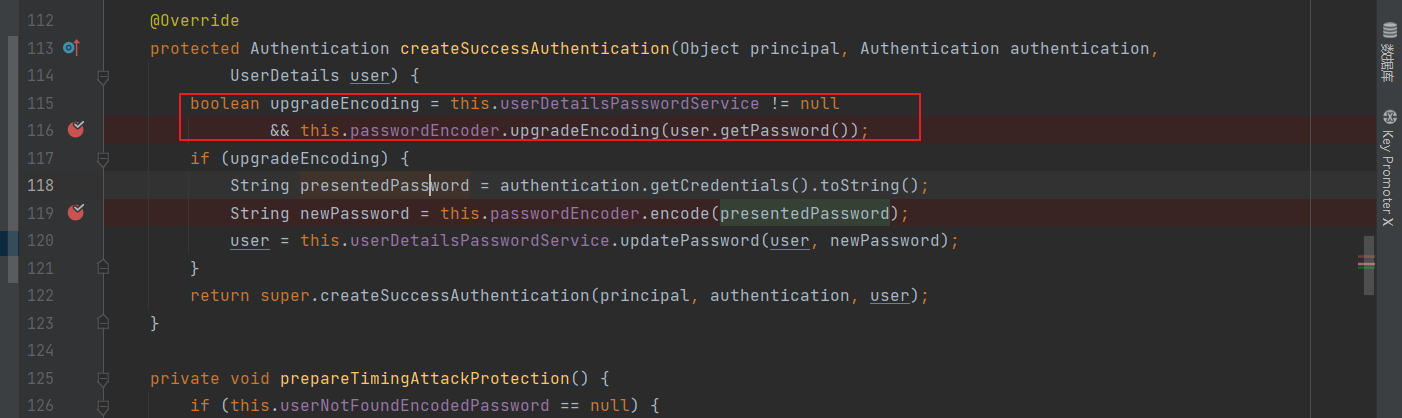 112 @Override
113 protected Authentication createSuccessAuthentication(Object principal, Authentication authentication,
114 UserDetails user) {
115 boolean upgradeEncoding = this.userDetailsPasswordService != null
116 && this.passwordEncoder.upgradeEncoding(user.getPassword());
117 if (upgradeEncoding) {
118 String presentedPassword = authentication.getCredentials().toString();
119 String newPassword = this.passwordEncoder.encode(presentedPassword);
120 user = this.userDetailsPasswordService.updatePassword(user, newPassword);
121 }
122 return super.createSuccessAuthentication(principal, authentication, user);
123 }
124
125 private void prepareTimingAttackProtection() {
126 if (this.userNotFoundEncodedPassword == null) {
数据库
Key Promoter X